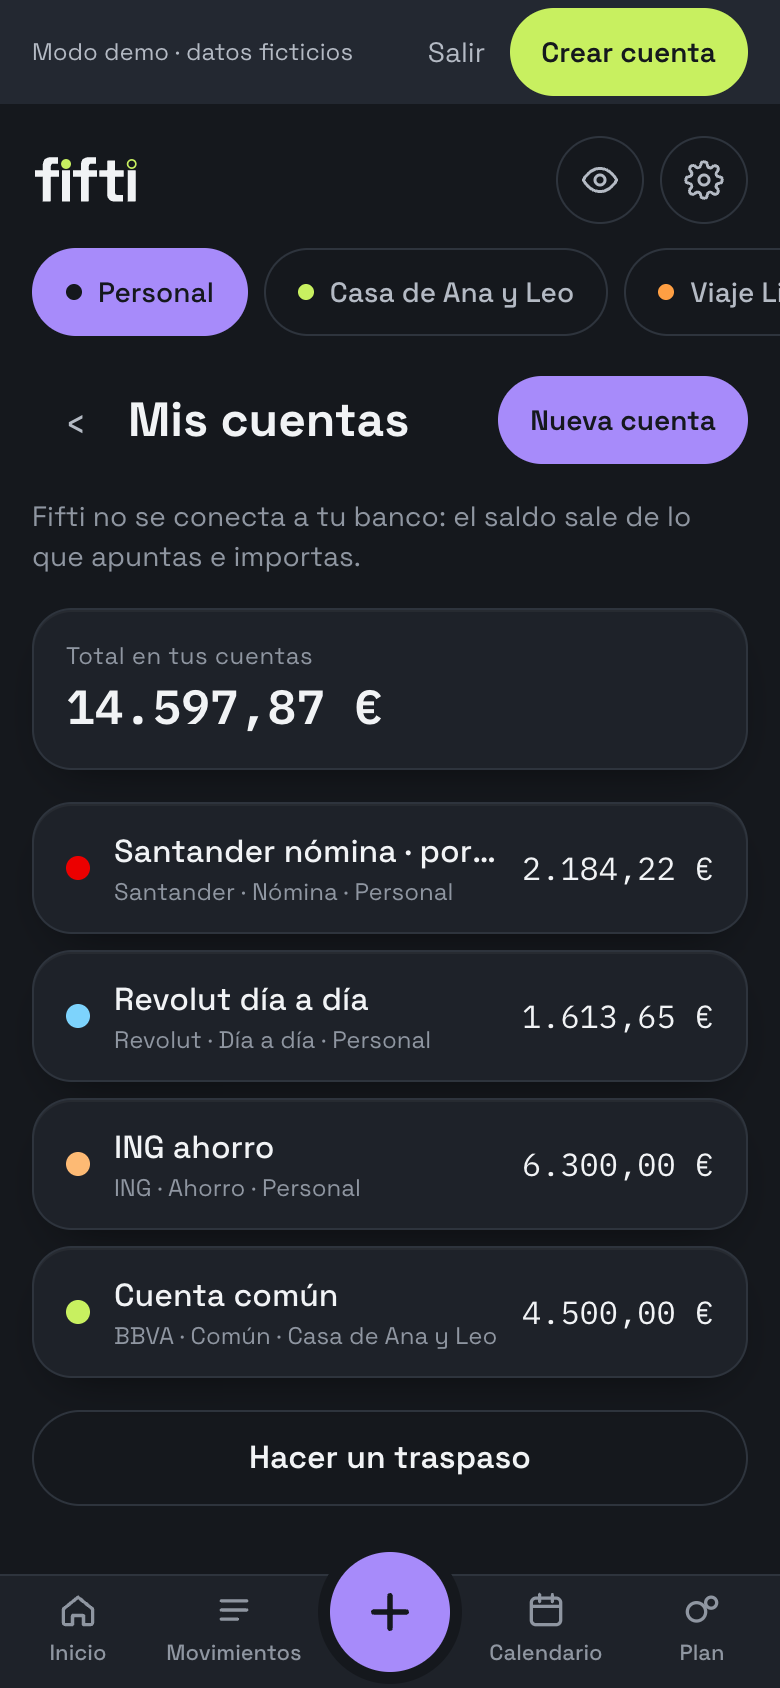 Modo demo · datos ficticios
Salir
Crear cuenta
fifti
Personal
Casa de Ana y Leo
Viaje Li
<
Mis cuentas
Nueva cuenta
Fifti no se conecta a tu banco: el saldo sale de lo
que apuntas e importas.
Total en tus cuentas
14.597,87 €
Santander nómina · por...
2.184,22 €
Santander · Nómina · Personal
Revolut día a día
1.613,65 €
Revolut · Día a día · Personal
ING ahorro
6.300,00 €
ING · Ahorro · Personal
Cuenta común
4.500,00 €
BBVA · Común · Casa de Ana y Leo
Hacer un traspaso
Inicio
Movimientos
Calendario
Plan